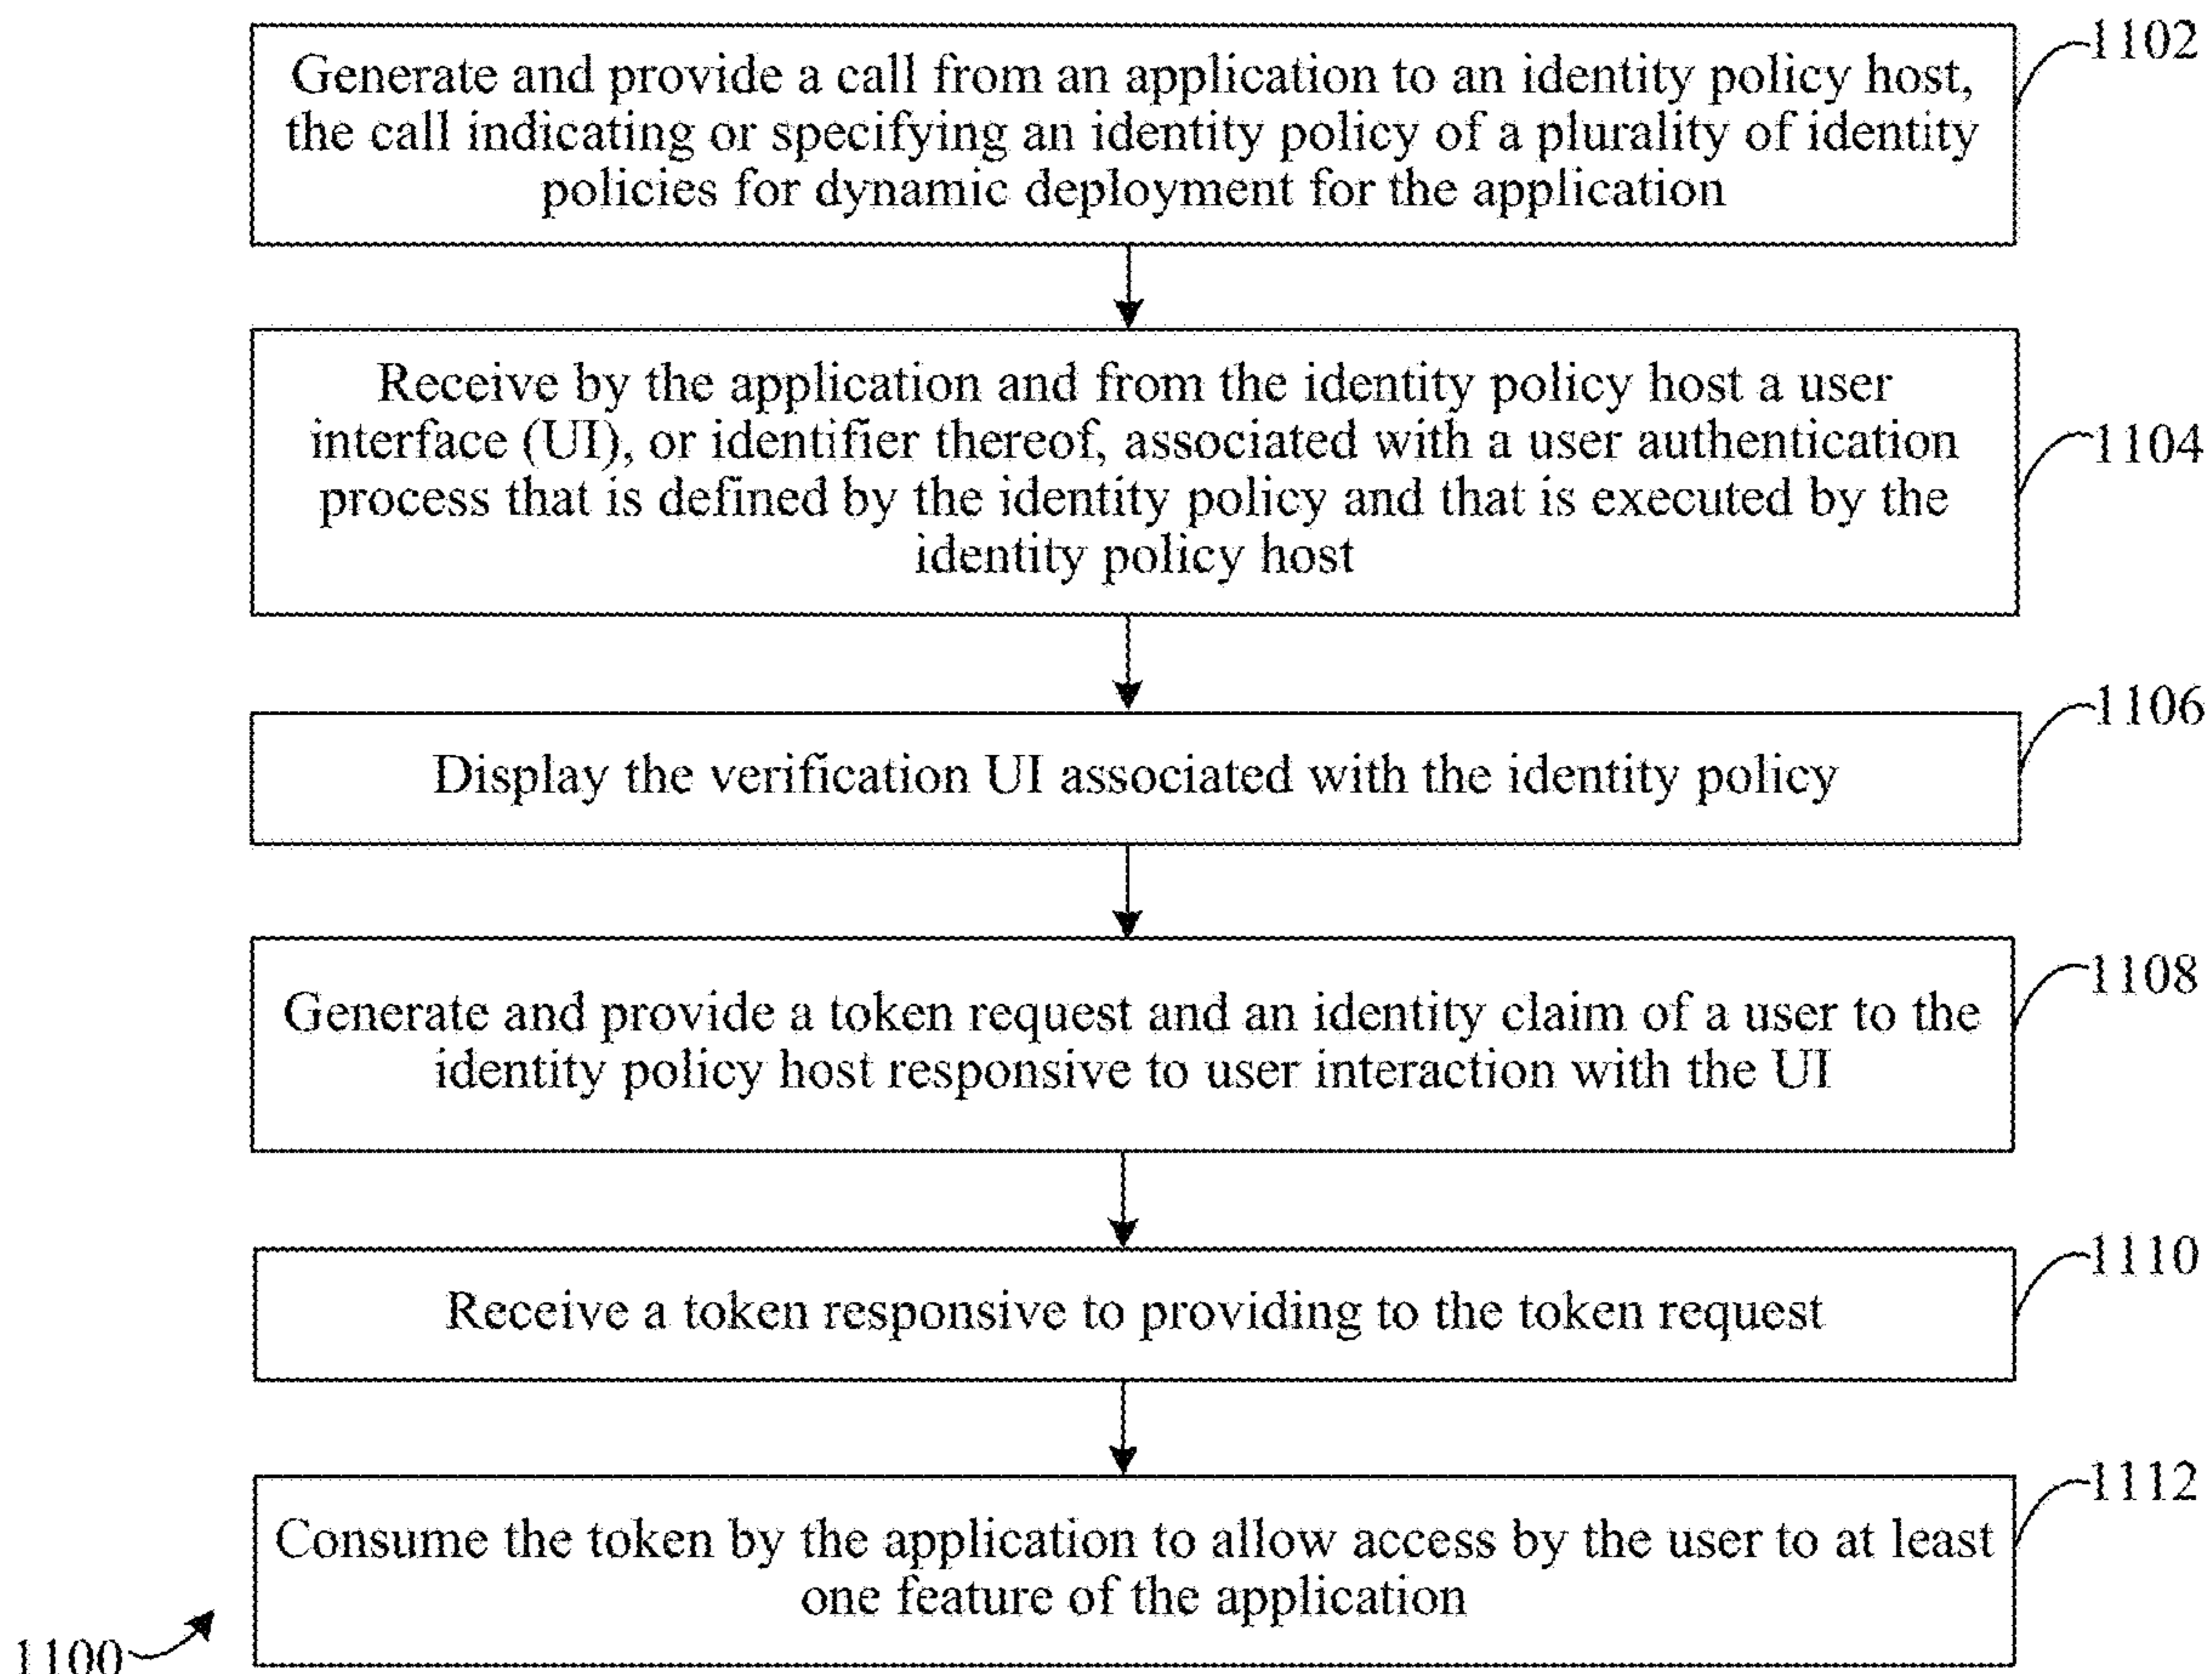 1102
Generate and provide a call from an application to an identity policy host,
the call indicating or specifying an identity policy of a plurality of identity
policies for dynamic deployment for the application
Receive by the application and from the identity policy host a user
interface (UI), or identifier thereof, associated with a user authentication
process that is defined by the identity policy and that is executed by the
identity policy host
1104
1106
Display the verification UI associated with the identity policy
1108
Generate and provide a token request and an identity claim of a user to the
identity policy host responsive to user interaction with the UI
1110
Receive a token responsive to providing to the token request
1112
Consume the token by the application to allow access by the user to at least
one feature of the application
1100